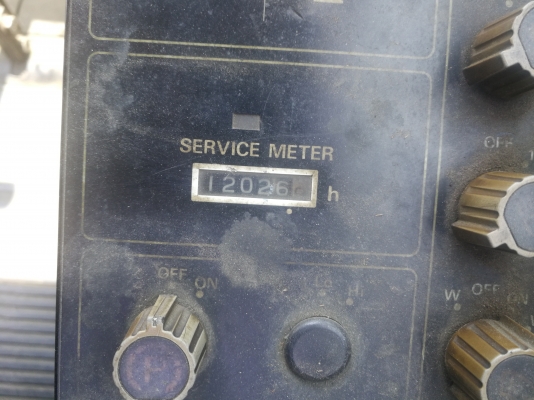 SERVICE METER
12026 h
OFF
OFF
ON
H
W
OFF
ON